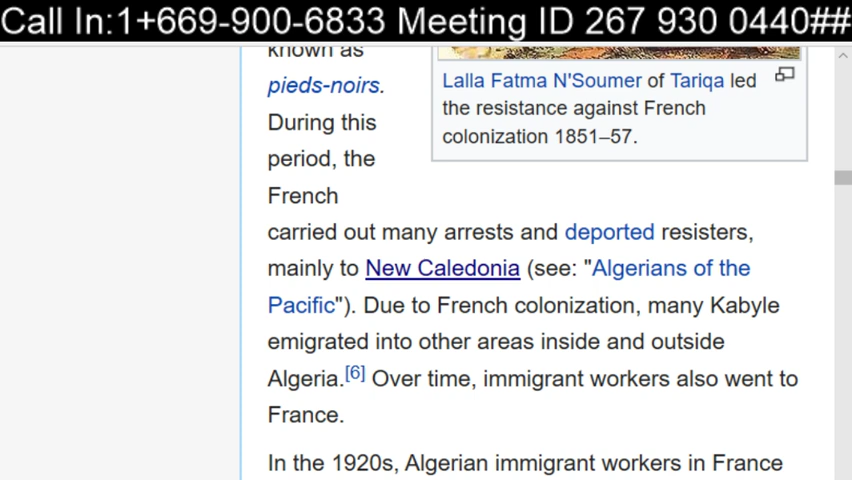 Call In:1+669-900-6833 Meeting ID 267 930 0440##
known as
pieds-noirs.
During this
period, the
French
Lalla Fatma N'Soumer of Tariqa led
the resistance against French
colonization 1851–57.
carried out many arrests and deported resisters,
mainly to New Caledonia (see: "Algerians of the
Pacific"). Due to French colonization, many Kabyle
emigrated into other areas inside and outside
Algeria.[6] Over time, immigrant workers also went to
France.
In the 1920s, Algerian immigrant workers in France